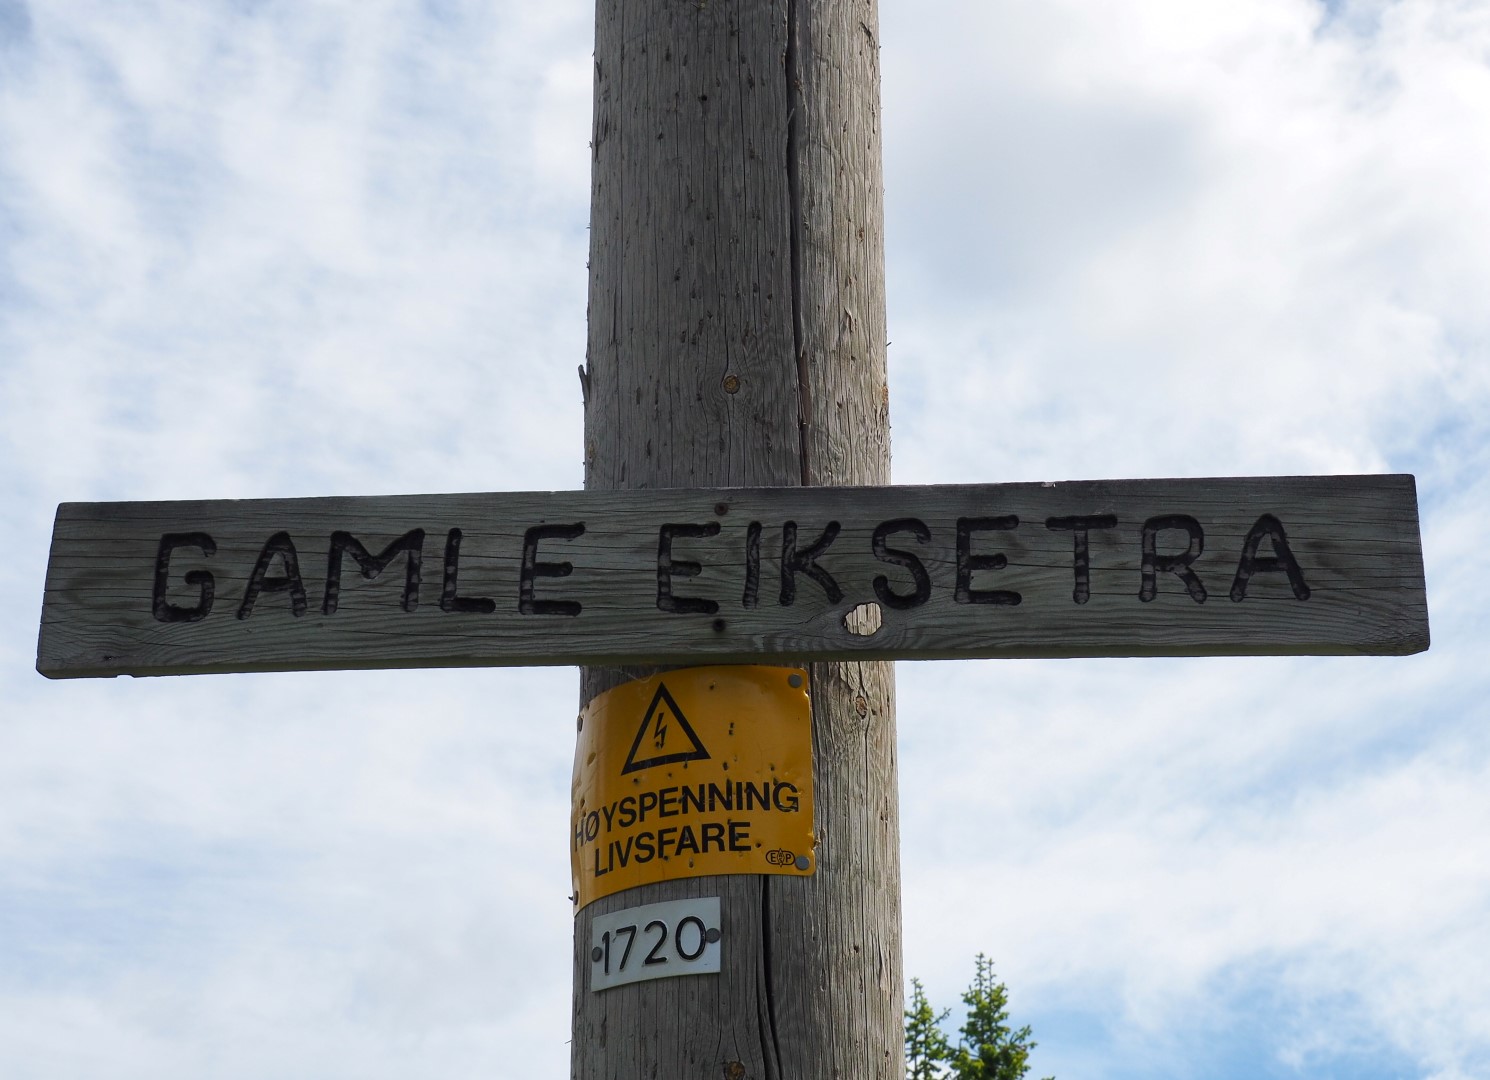 GAMLE EIKSETRA
HØYSPENNING
LIVSFARE
1720